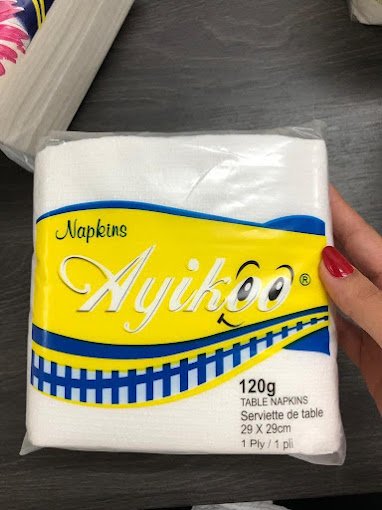 Napkins
Ayikoo®
120g
TABLE NAPKINS
Serviette de table
29 X 29cm
1 Ply / 1 pli